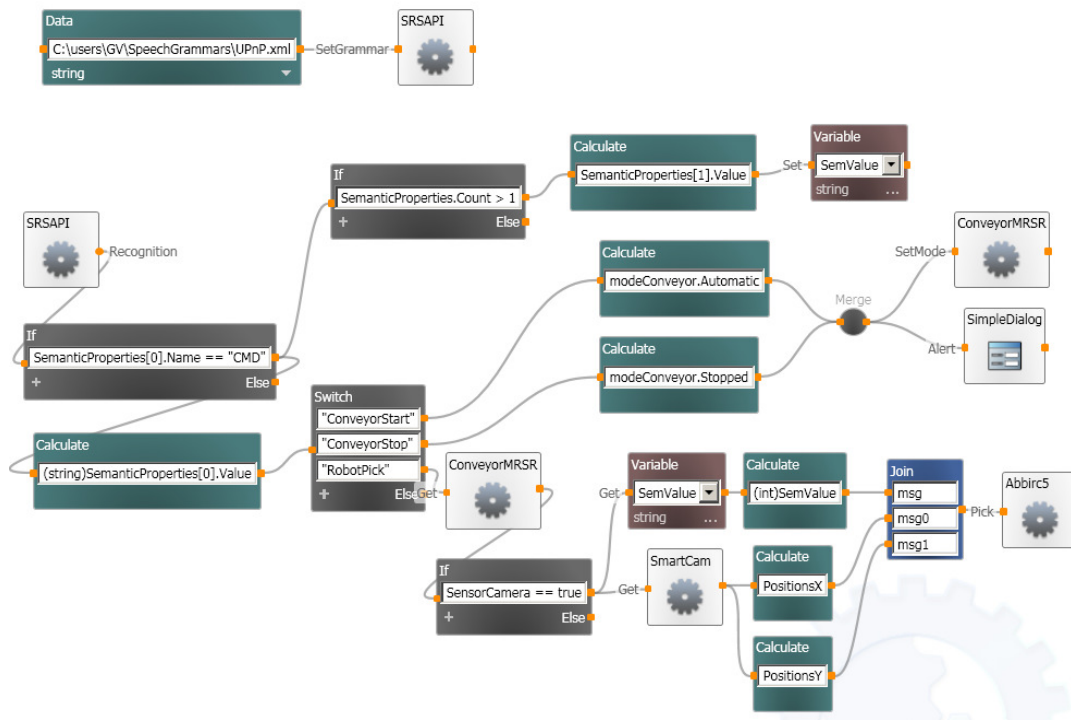 Data
C:\users\GV\SpeechGrammars\UPnP.xml
string
SetGrammar
SRSAPI
If
SemanticProperties.Count > 1
+ Else
Calculate
SemanticProperties[1].Value
Set
Variable
SemValue
string ...
SRSAPI
Recognition
If
SemanticProperties[0].Name == "CMD"
+ Else
Calculate
(string)SemanticProperties[0].Value
Calculate
modeConveyor.Automatic
Calculate
modeConveyor.Stopped
Merge
SetMode
ConveyorMRSR
Alert
SimpleDialog
Switch
"ConveyorStart"
"ConveyorStop"
"RobotPick"
+ Else
Get
ConveyorMRSR
If
SensorCamera == true
+ Else
Get
Variable
SemValue
string ...
Calculate
(int)SemValue
Get
SmartCam
Calculate
PositionsX
Calculate
PositionsY
Join
msg
msg0
msg1
Pick
Abbirc5